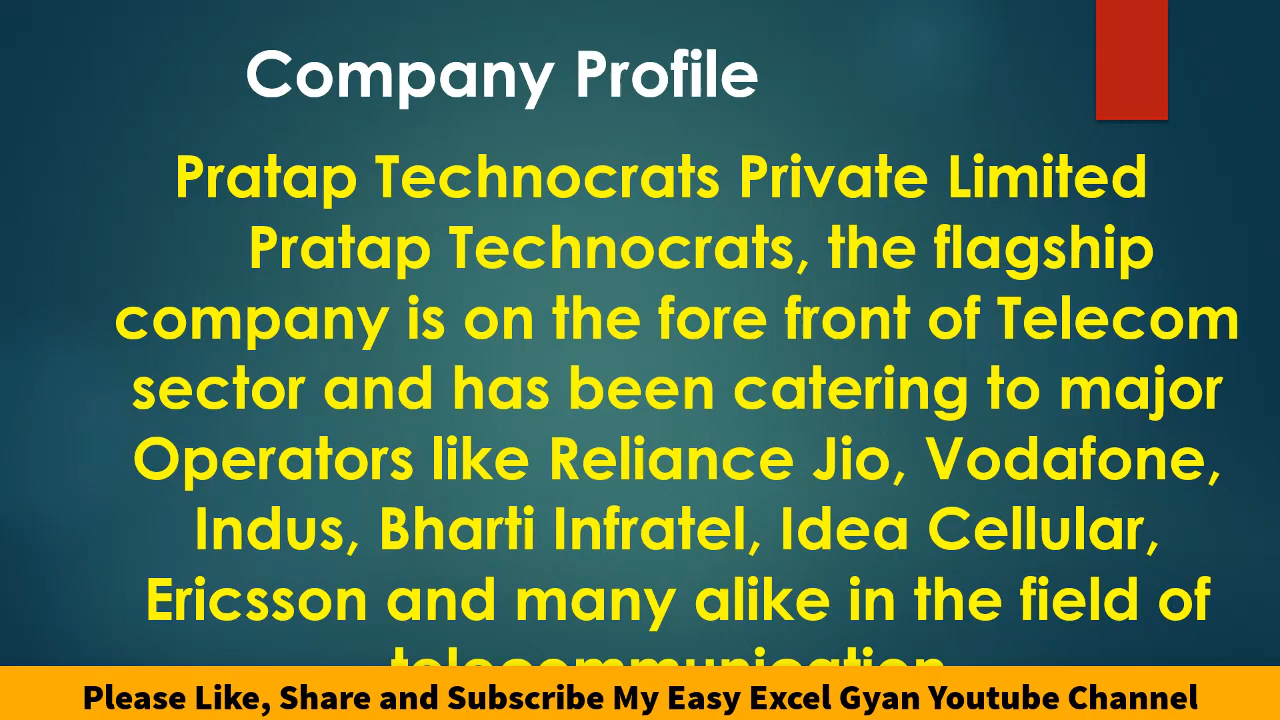 Company Profile
Pratap Technocrats Private Limited
Pratap Technocrats, the flagship
company is on the fore front of Telecom
sector and has been catering to major
Operators like Reliance Jio, Vodafone,
Indus, Bharti Infratel, Idea Cellular,
Ericsson and many alike in the field of
telecommunication
Please Like, Share and Subscribe My Easy Excel Gyan Youtube Channel